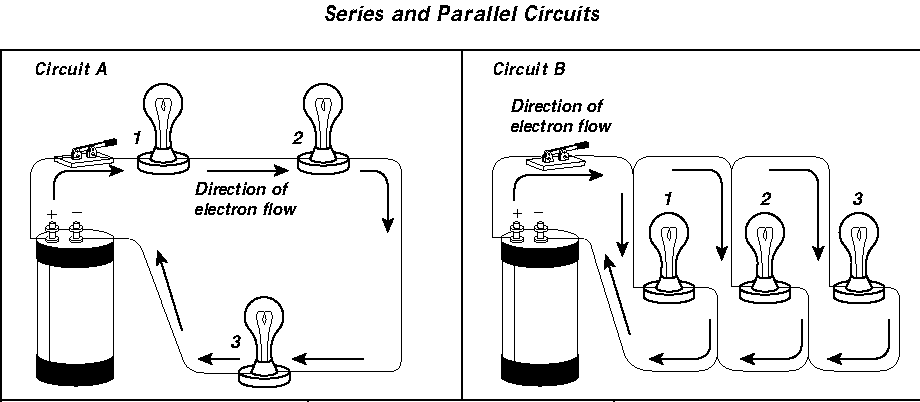 Series and Parallel Circuits
Circuit A
1
2
Direction of
electron flow
+ −
3
Circuit B
Direction of
electron flow
1 2 3
+ −